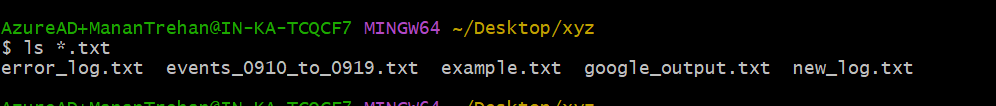 AzureAD+MananTrehan@IN-KA-TCQCF7 MINGW64 ~/Desktop/xyz
$ ls *.txt
error_log.txt  events_0910_to_0919.txt  example.txt  google_output.txt  new_log.txt
AzureAD+MananTrehan@IN-KA-TCQCF7 MINGW64 ~/Desktop/xyz